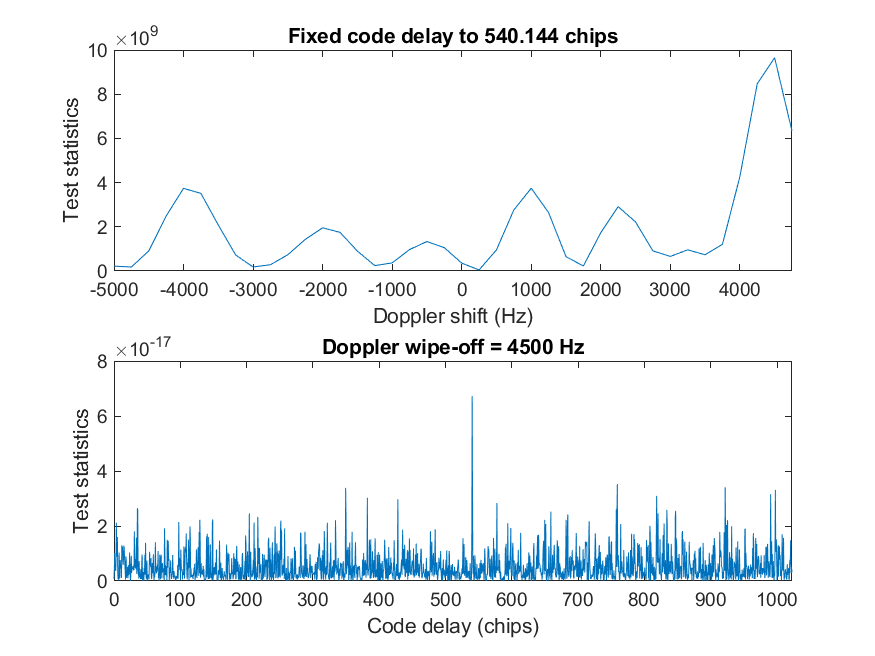 ×10^9
Fixed code delay to 540.144 chips
10
8
6
4
2
0
Test statistics
-5000 -4000 -3000 -2000 -1000 0 1000 2000 3000 4000
Doppler shift (Hz)
×10^-17
Doppler wipe-off = 4500 Hz
8
6
4
2
0
Test statistics
0 100 200 300 400 500 600 700 800 900 1000
Code delay (chips)